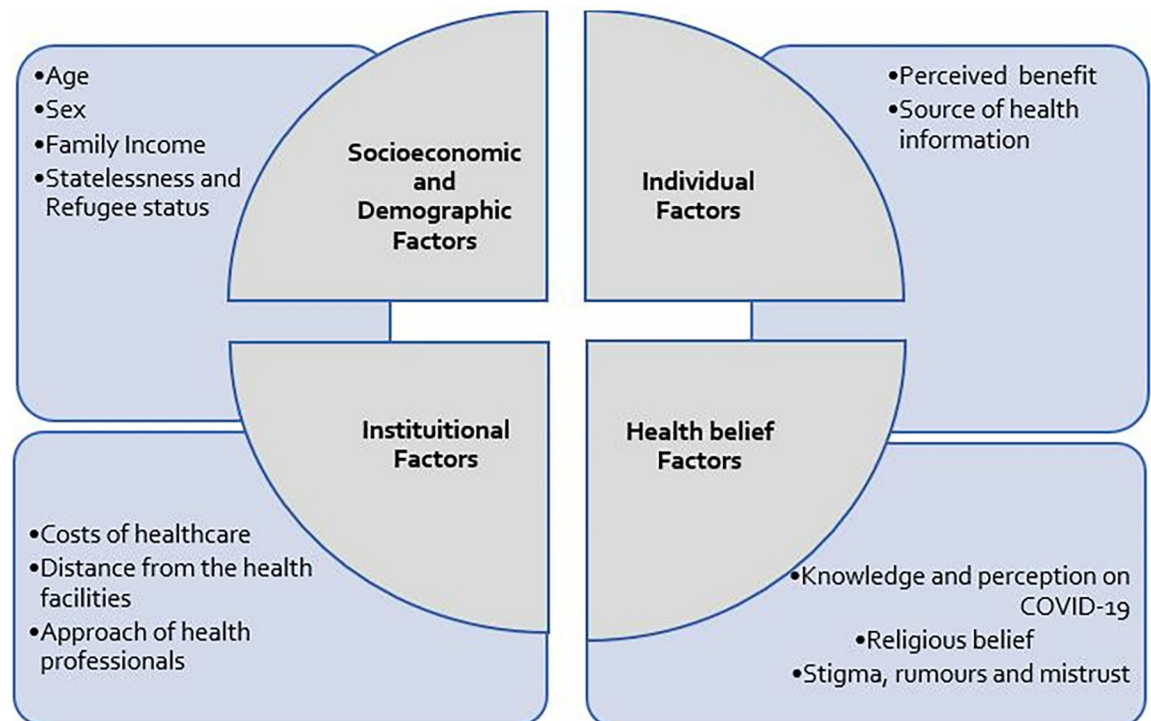 •Age
•Sex
•Family Income
•Statelessness and
Refugee status
Socioeconomic
and
Demographic
Factors
Individual
Factors
•Perceived benefit
•Source of health
information
Instituitional
Factors
•Costs of healthcare
•Distance from the health
facilities
•Approach of health
professionals
Health belief
Factors
•Knowledge and perception on
COVID-19
•Religious belief
•Stigma, rumours and mistrust